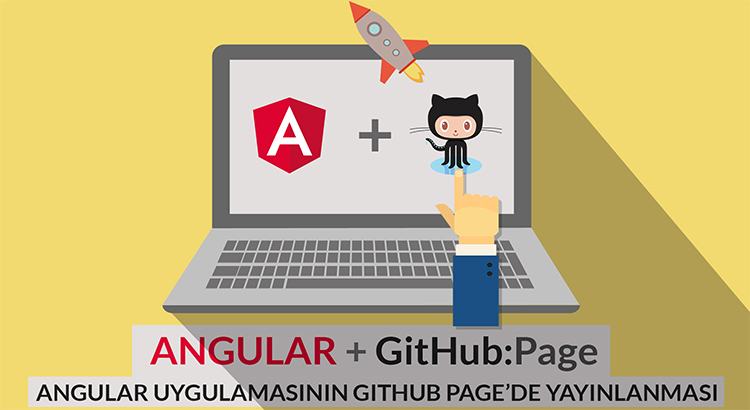 A
+
ANGULAR + GitHub:Page
ANGULAR UYGULAMASININ GITHUB PAGE'DE YAYINLANMASI